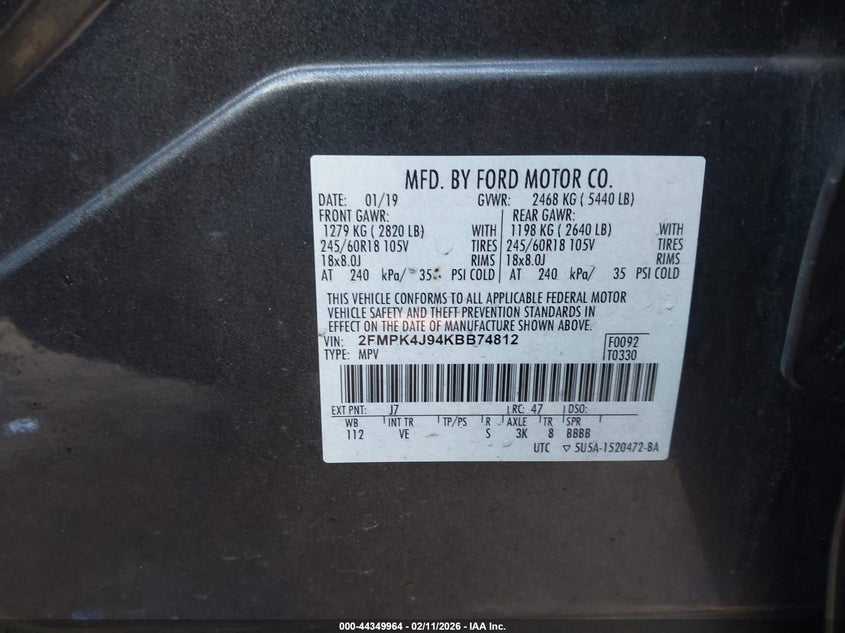 MFD. BY FORD MOTOR CO.
DATE: 01/19 GVWR: 2468 KG ( 5440 LB)
FRONT GAWR: REAR GAWR:
1279 KG ( 2820 LB) WITH 1198 KG ( 2640 LB) WITH
245/60R18 105V TIRES 245/60R18 105V TIRES
18x8.0J RIMS 18x8.0J RIMS
AT 240 kPa/ 35 PSI COLD AT 240 kPa/ 35 PSI COLD
THIS VEHICLE CONFORMS TO ALL APPLICABLE FEDERAL MOTOR
VEHICLE SAFETY AND THEFT PREVENTION STANDARDS IN
EFFECT ON THE DATE OF MANUFACTURE SHOWN ABOVE.
VIN: 2FMPK4J94KBB74812 F0092
TYPE: MPV T0330
EXT PNT: J7 RC: 47 DSO:
WB INT TR TP/PS R AXLE TR SPR
112 VE S 3K 8 BBBB
UTC ▽ 5U5A-1520472-BA
000-44349964 - 02/11/2026 - IAA Inc.